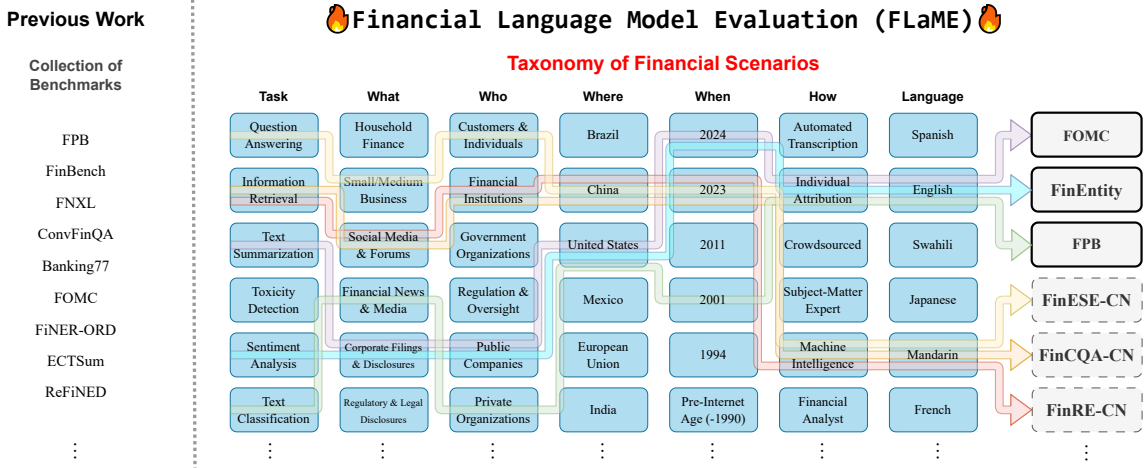 Previous Work
Collection of
Benchmarks
FPB
FinBench
FNXL
ConvFinQA
Banking77
FOMC
FiNER-ORD
ECTSum
ReFiNED
⋮
🔥Financial Language Model Evaluation (FLaME)🔥
Taxonomy of Financial Scenarios
Task
What
Who
Where
When
How
Language
Question
Answering
Household
Finance
Customers &
Individuals
Brazil
2024
Automated
Transcription
Spanish
FOMC
Information
Retrieval
Small/Medium
Business
Financial
Institutions
China
2023
Individual
Attribution
English
FinEntity
Text
Summarization
Social Media
& Forums
Government
Organizations
United States
2011
Crowdsourced
Swahili
FPB
Toxicity
Detection
Financial News
& Media
Regulation &
Oversight
Mexico
2001
Subject-Matter
Expert
Japanese
FinESE-CN
Sentiment
Analysis
Corporate Filings
& Disclosures
Public
Companies
European
Union
1994
Machine
Intelligence
Mandarin
FinCQA-CN
Text
Classification
Regulatory & Legal
Disclosures
Private
Organizations
India
Pre-Internet
Age (-1990)
Financial
Analyst
French
FinRE-CN
⋮ ⋮ ⋮ ⋮ ⋮ ⋮ ⋮ ⋮